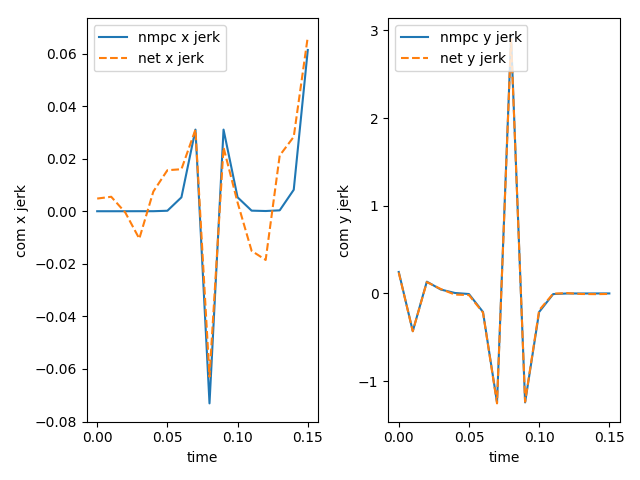 nmpc x jerk
net x jerk
0.06
0.04
0.02
0.00
−0.02
−0.04
−0.06
−0.08
com x jerk
0.00 0.05 0.10 0.15
time
nmpc y jerk
net y jerk
3
2
1
0
−1
com y jerk
0.00 0.05 0.10 0.15
time